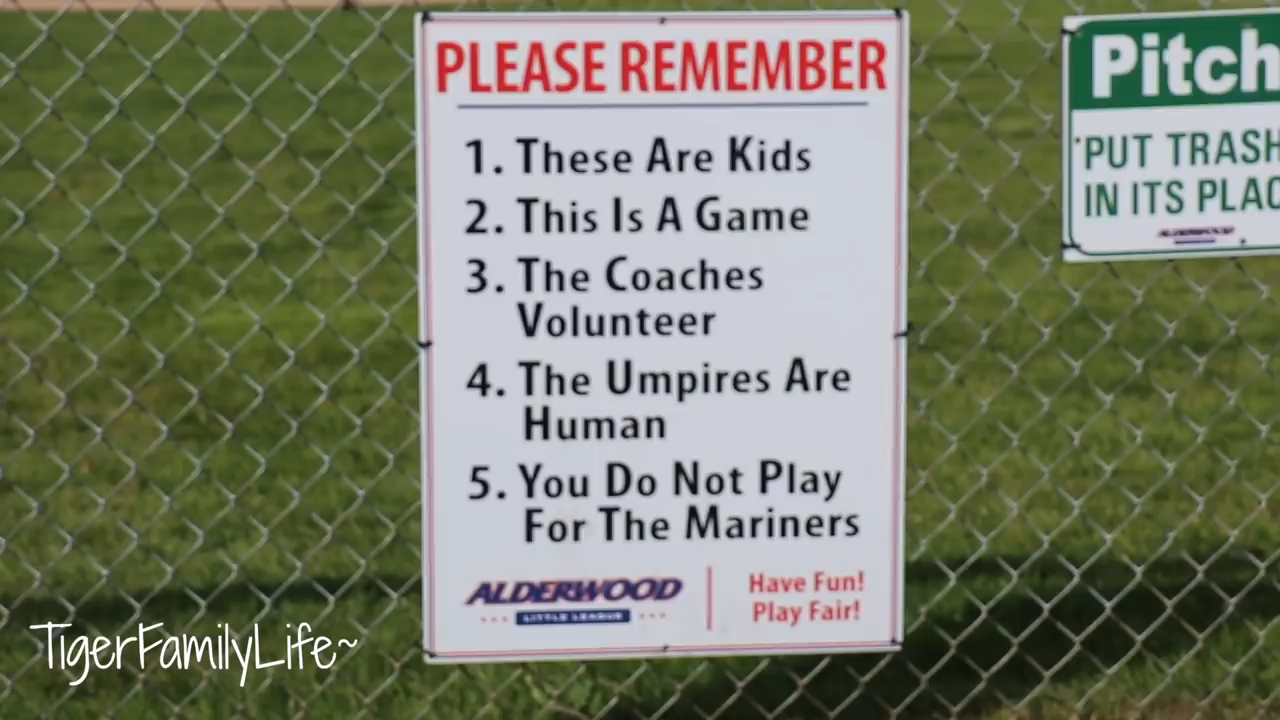 PLEASE REMEMBER
1. These Are Kids
2. This Is A Game
3. The Coaches
Volunteer
4. The Umpires Are
Human
5. You Do Not Play
For The Mariners
ALDERWOOD
LITTLE LEAGUE
Have Fun!
Play Fair!
Pitch
PUT TRASH
IN ITS PLAC
ALDERWOOD
TigerFamilyLife~